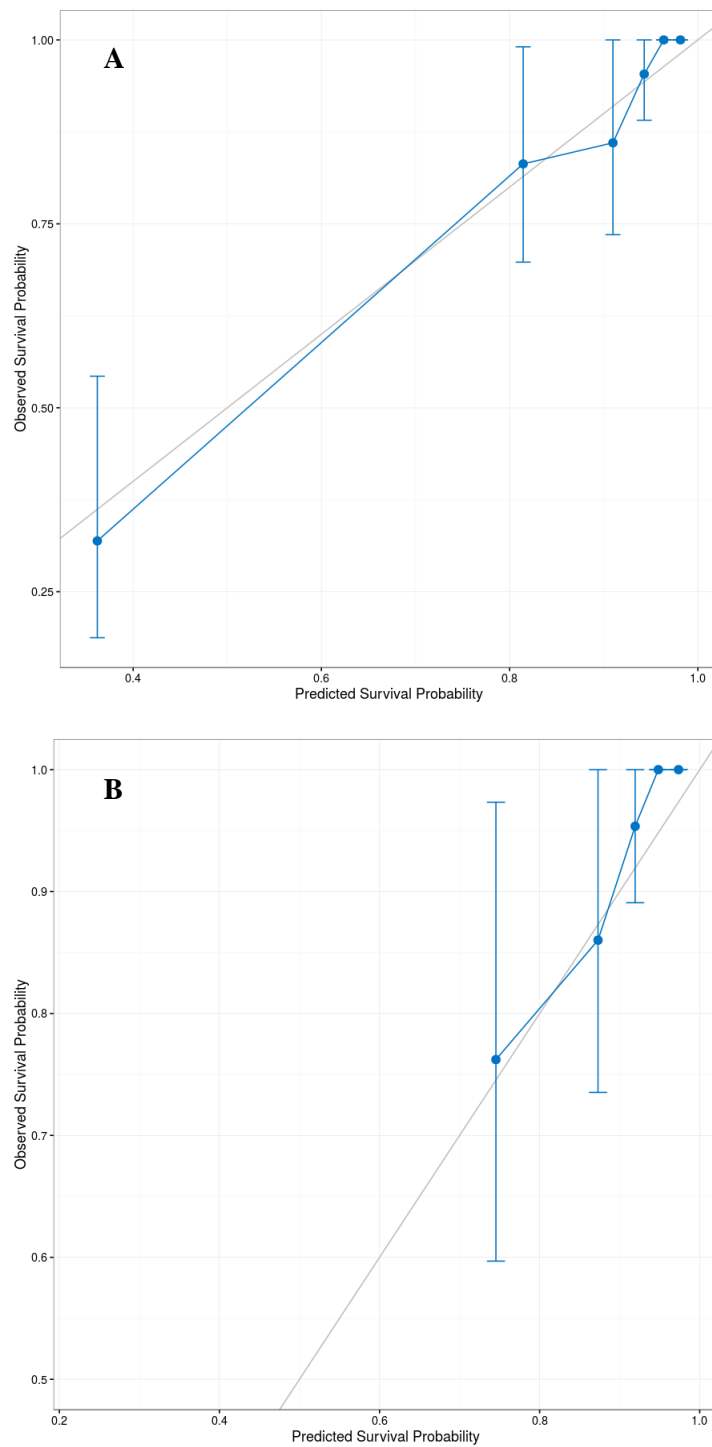 A
1.00
0.75
0.50
0.25
Observed Survival Probability
0.4 0.6 0.8 1.0
Predicted Survival Probability
B
1.0
0.9
0.8
0.7
0.6
0.5
Observed Survival Probability
0.2 0.4 0.6 0.8 1.0
Predicted Survival Probability